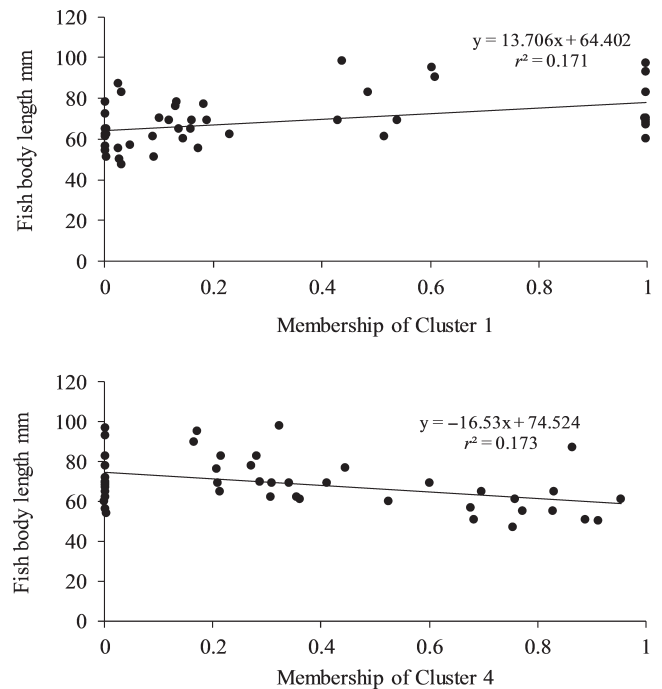 120
100
80
60
40
20
0
Fish body length mm
y = 13.706x + 64.402
r² = 0.171
0 0.2 0.4 0.6 0.8 1
Membership of Cluster 1
120
100
80
60
40
20
0
Fish body length mm
y = −16.53x + 74.524
r² = 0.173
0 0.2 0.4 0.6 0.8 1
Membership of Cluster 4